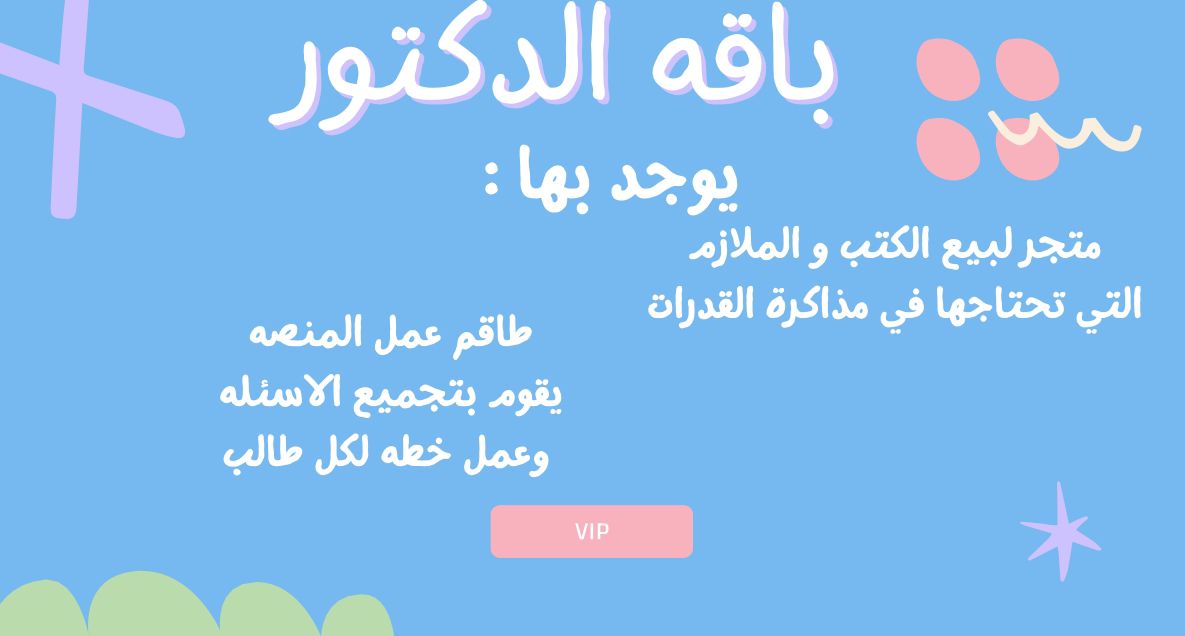 باقه الدكتور
يوجد بها :
متجر لبيع الكتب و الملازم
التي تحتاجها في مذاكرة القدرات
طاقم عمل المنصه
يقوم بتجميع الاسئله
وعمل خطه لكل طالب
VIP